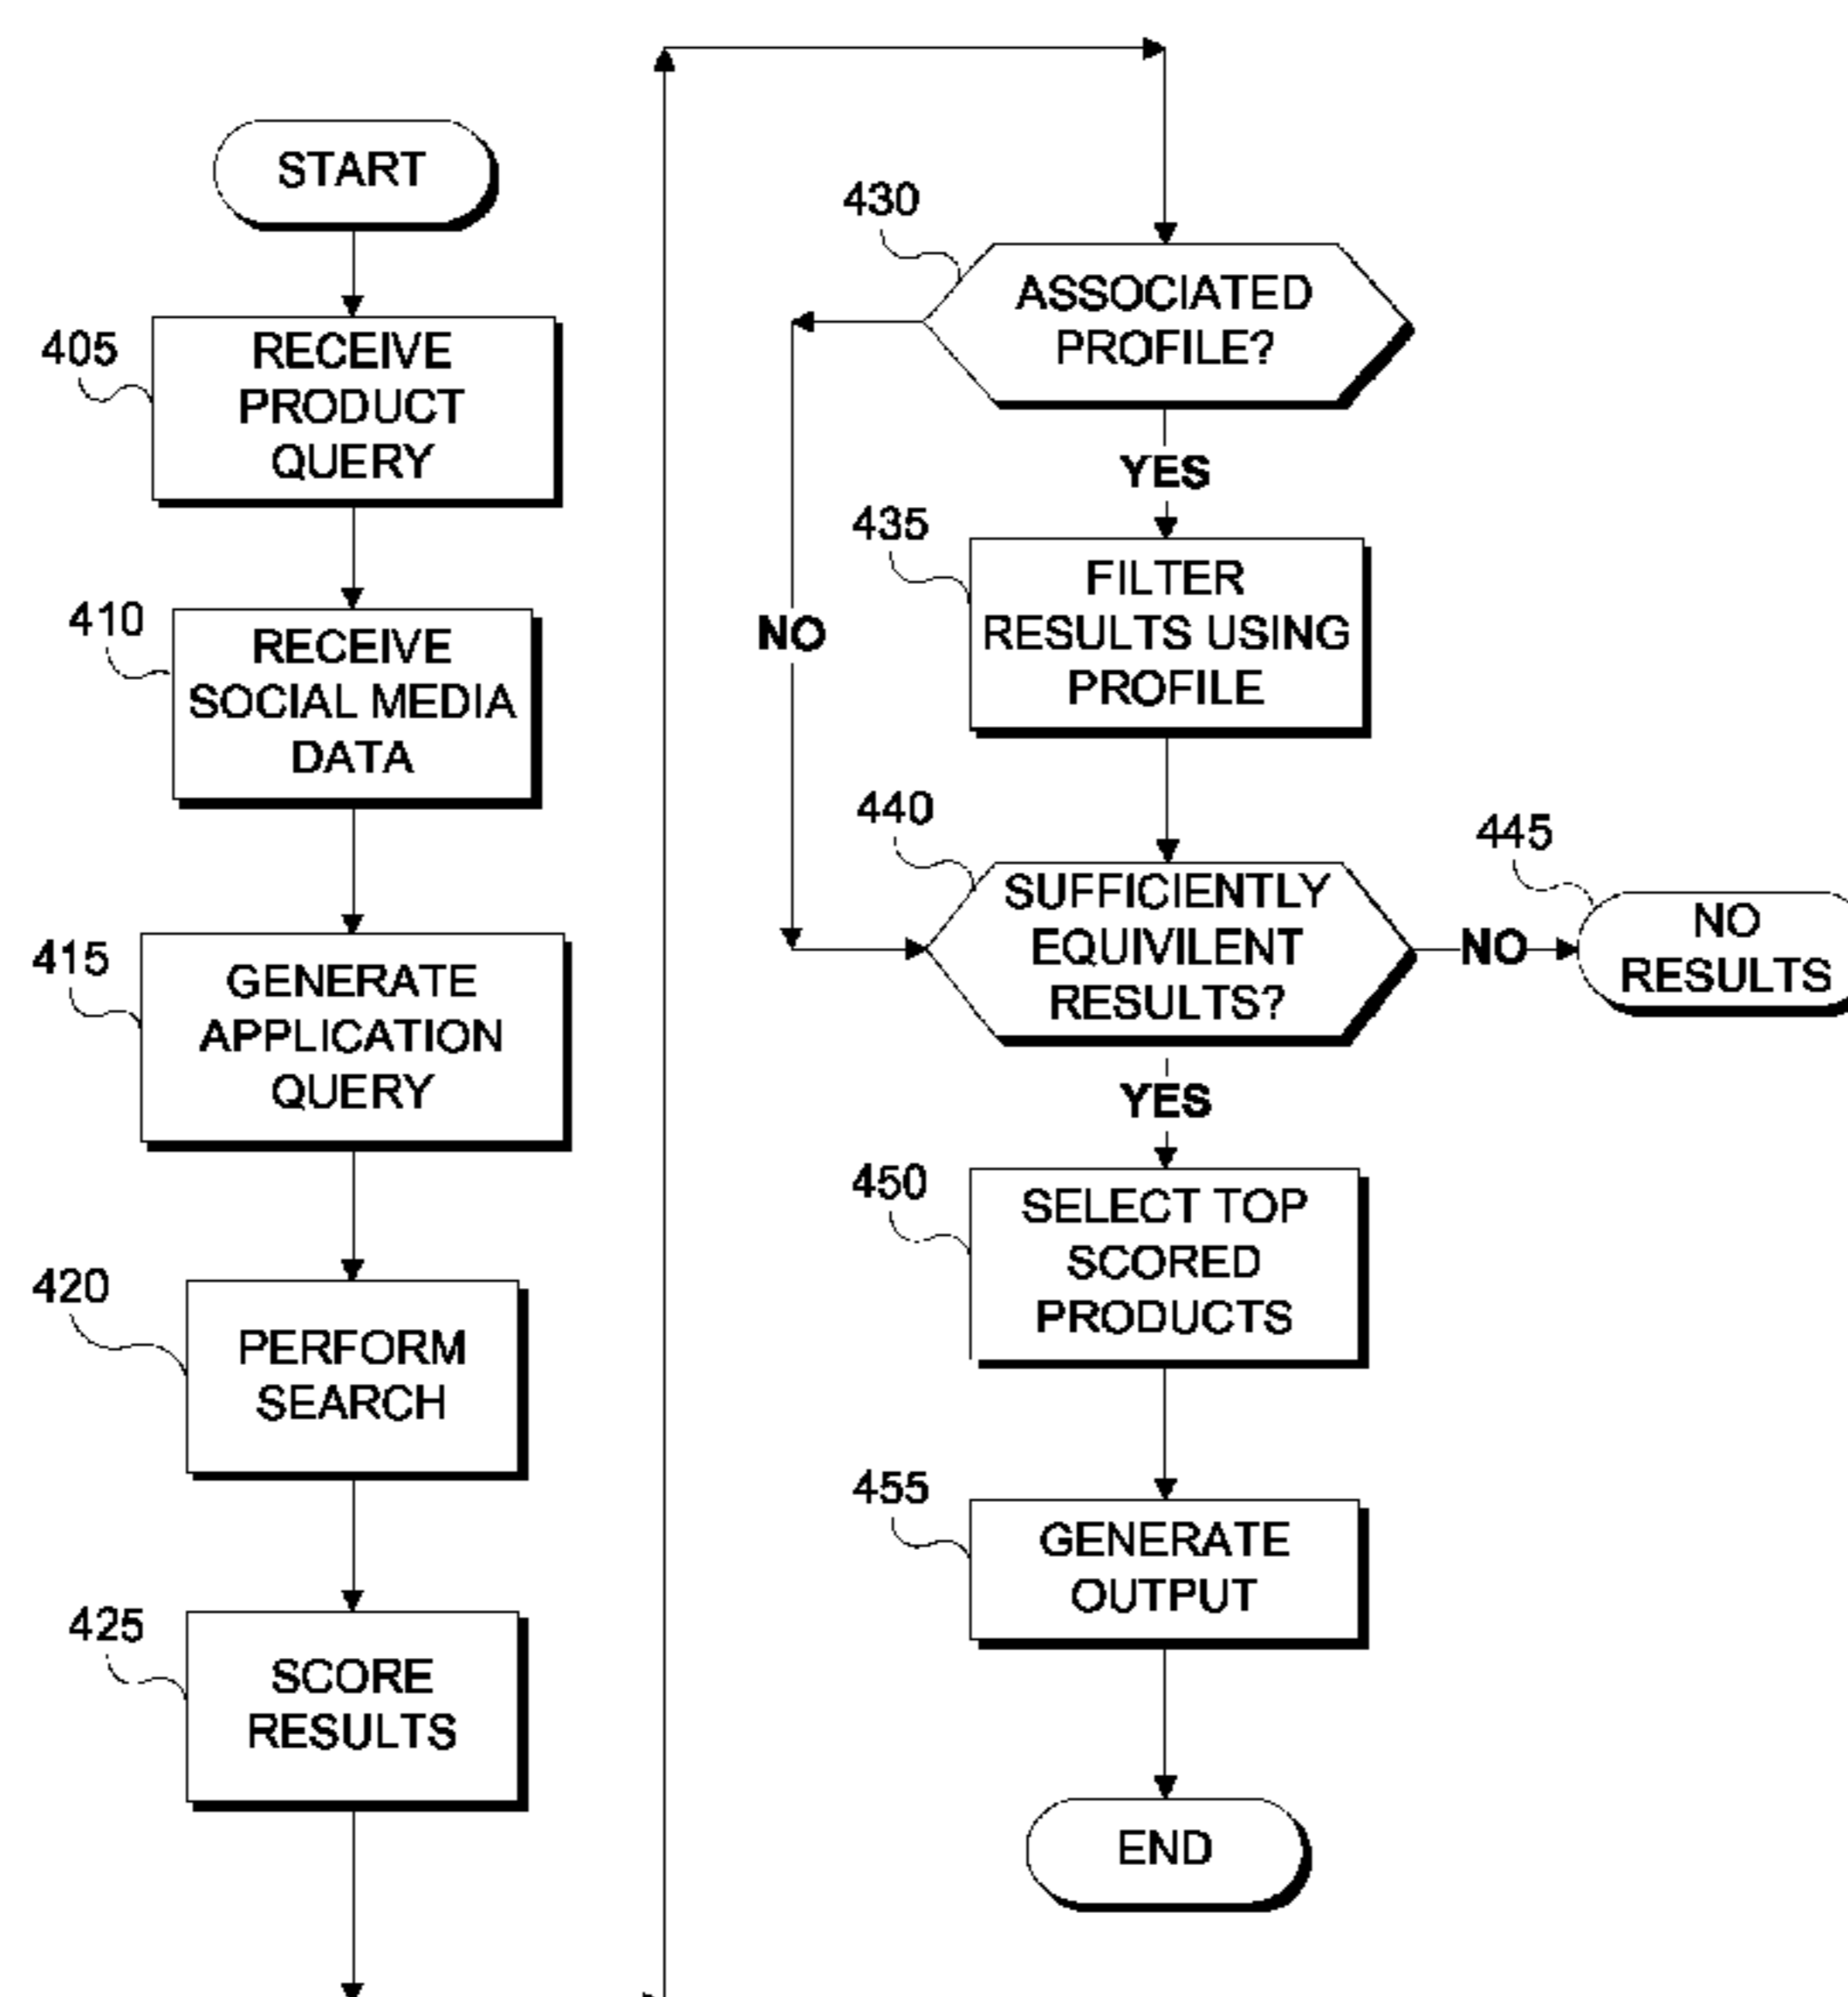 START
405
RECEIVE
PRODUCT
QUERY
410
RECEIVE
SOCIAL MEDIA
DATA
415
GENERATE
APPLICATION
QUERY
420
PERFORM
SEARCH
425
SCORE
RESULTS
430
ASSOCIATED
PROFILE?
YES
NO
435
FILTER
RESULTS USING
PROFILE
440
SUFFICIENTLY
EQUIVILENT
RESULTS?
NO
445
NO
RESULTS
YES
450
SELECT TOP
SCORED
PRODUCTS
455
GENERATE
OUTPUT
END